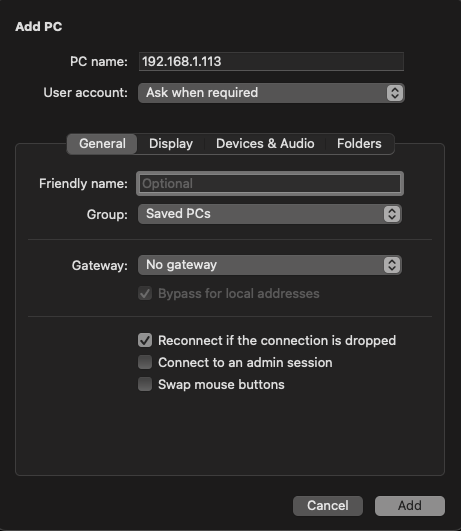 Add PC
PC name: 192.168.1.113
User account: Ask when required
General Display Devices & Audio Folders
Friendly name: Optional
Group: Saved PCs
Gateway: No gateway
Bypass for local addresses
Reconnect if the connection is dropped
Connect to an admin session
Swap mouse buttons
Cancel Add